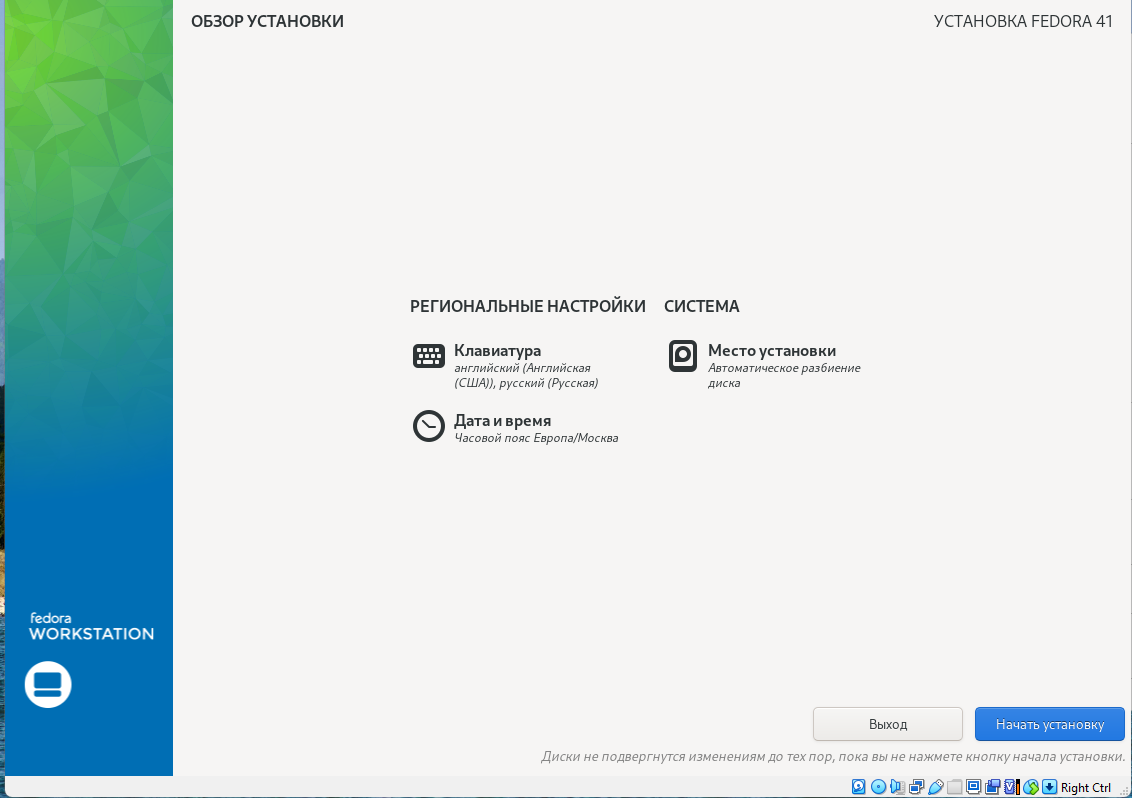 ОБЗОР УСТАНОВКИ
УСТАНОВКА FEDORA 41
РЕГИОНАЛЬНЫЕ НАСТРОЙКИ
Клавиатура
английский (Английская
(США)), русский (Русская)
Дата и время
Часовой пояс Европа/Москва
СИСТЕМА
Место установки
Автоматическое разбиение
диска
fedora
WORKSTATION
Выход
Начать установку
Диски не подвергнутся изменениям до тех пор, пока вы не нажмете кнопку начала установки.
Right Ctrl